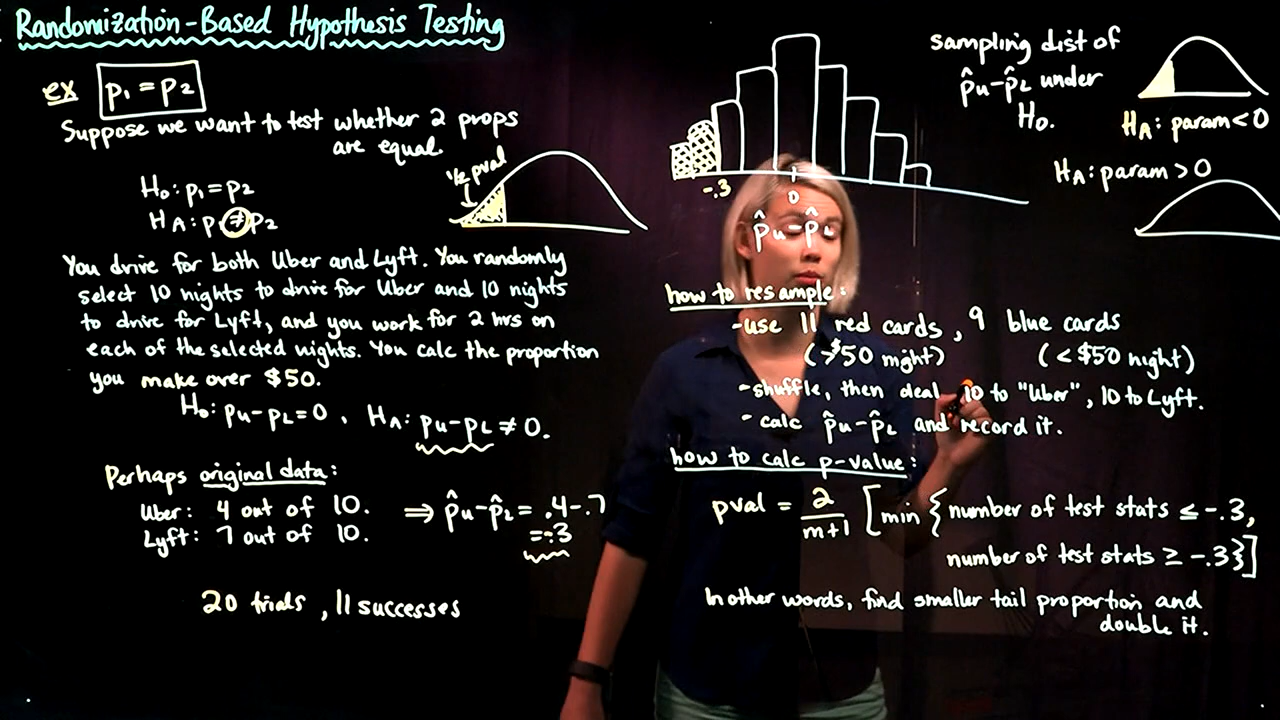 Randomization-Based Hypothesis Testing
ex p₁ = p₂
Suppose we want to test whether 2 props
are equal.
H₀: p₁ = p₂
H_A: p₁ ≠ p₂
½ pval
You drive for both Uber and Lyft. You randomly
select 10 nights to drive for Uber and 10 nights
to drive for Lyft, and you work for 2 hrs on
each of the selected nights. You calc the proportion
you make over $50.
H₀: pu-pL=0, H_A: pu-pL ≠ 0.
Perhaps original data:
Uber: 4 out of 10.
Lyft: 7 out of 10.
⇒ p̂u-p̂L = .4-.7
=-.3
20 trials, 11 successes
-.3
0
p̂u-p̂L
sampling dist of
p̂u-p̂L under
H₀.
H_A: param < 0
H_A: param > 0
how to resample:
-use 11 red cards, 9 blue cards
(>$50 night) (<$50 night)
-shuffle, then deal 10 to "Uber", 10 to Lyft.
- calc p̂u-p̂L and record it.
how to calc p-value:
pval = 2/(m+1) [min {number of test stats ≤ -.3,
number of test stats ≥ -.3}]
In other words, find smaller tail proportion and
double it.